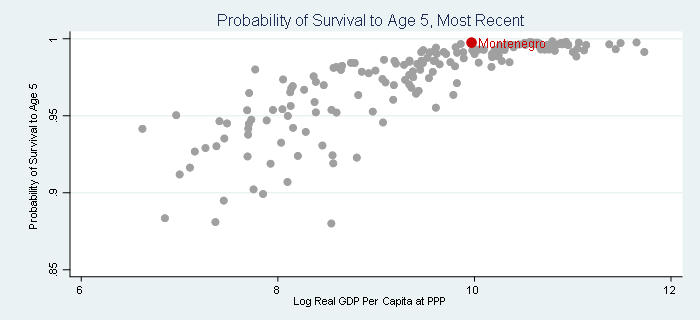 Probability of Survival to Age 5, Most Recent
Probability of Survival to Age 5
1
.95
.9
.85
Montenegro
6 8 10 12
Log Real GDP Per Capita at PPP